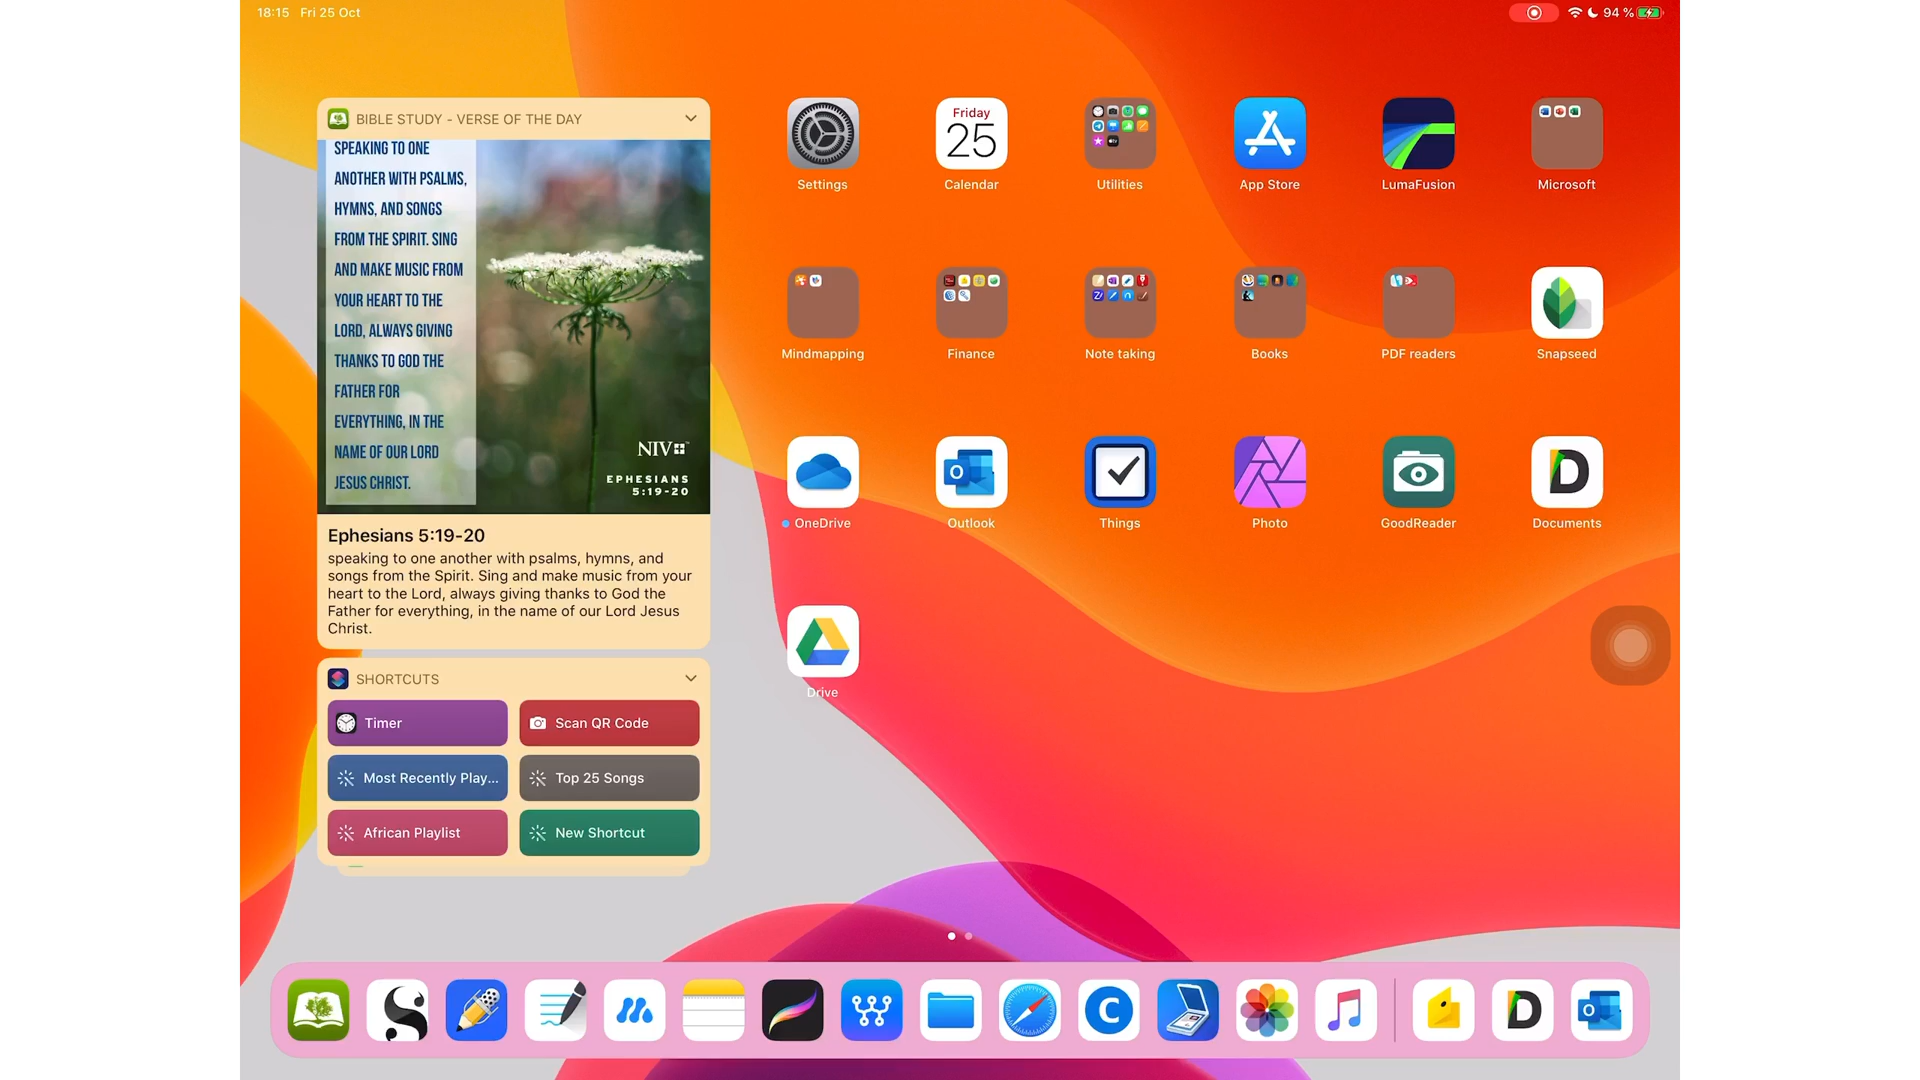 18:15 Fri 25 Oct
94 %
BIBLE STUDY - VERSE OF THE DAY
SPEAKING TO ONE
ANOTHER WITH PSALMS,
HYMNS, AND SONGS
FROM THE SPIRIT. SING
AND MAKE MUSIC FROM
YOUR HEART TO THE
LORD, ALWAYS GIVING
THANKS TO GOD THE
FATHER FOR
EVERYTHING, IN THE
NAME OF OUR LORD
JESUS CHRIST.
NIV
EPHESIANS
5:19-20
Ephesians 5:19-20
speaking to one another with psalms, hymns, and
songs from the Spirit. Sing and make music from your
heart to the Lord, always giving thanks to God the
Father for everything, in the name of our Lord Jesus
Christ.
SHORTCUTS
Timer
Scan QR Code
Most Recently Play...
Top 25 Songs
African Playlist
New Shortcut
Friday
25
Settings
Calendar
Utilities
App Store
LumaFusion
Microsoft
Mindmapping
Finance
Note taking
Books
PDF readers
Snapseed
OneDrive
Outlook
Things
Photo
GoodReader
Documents
Drive